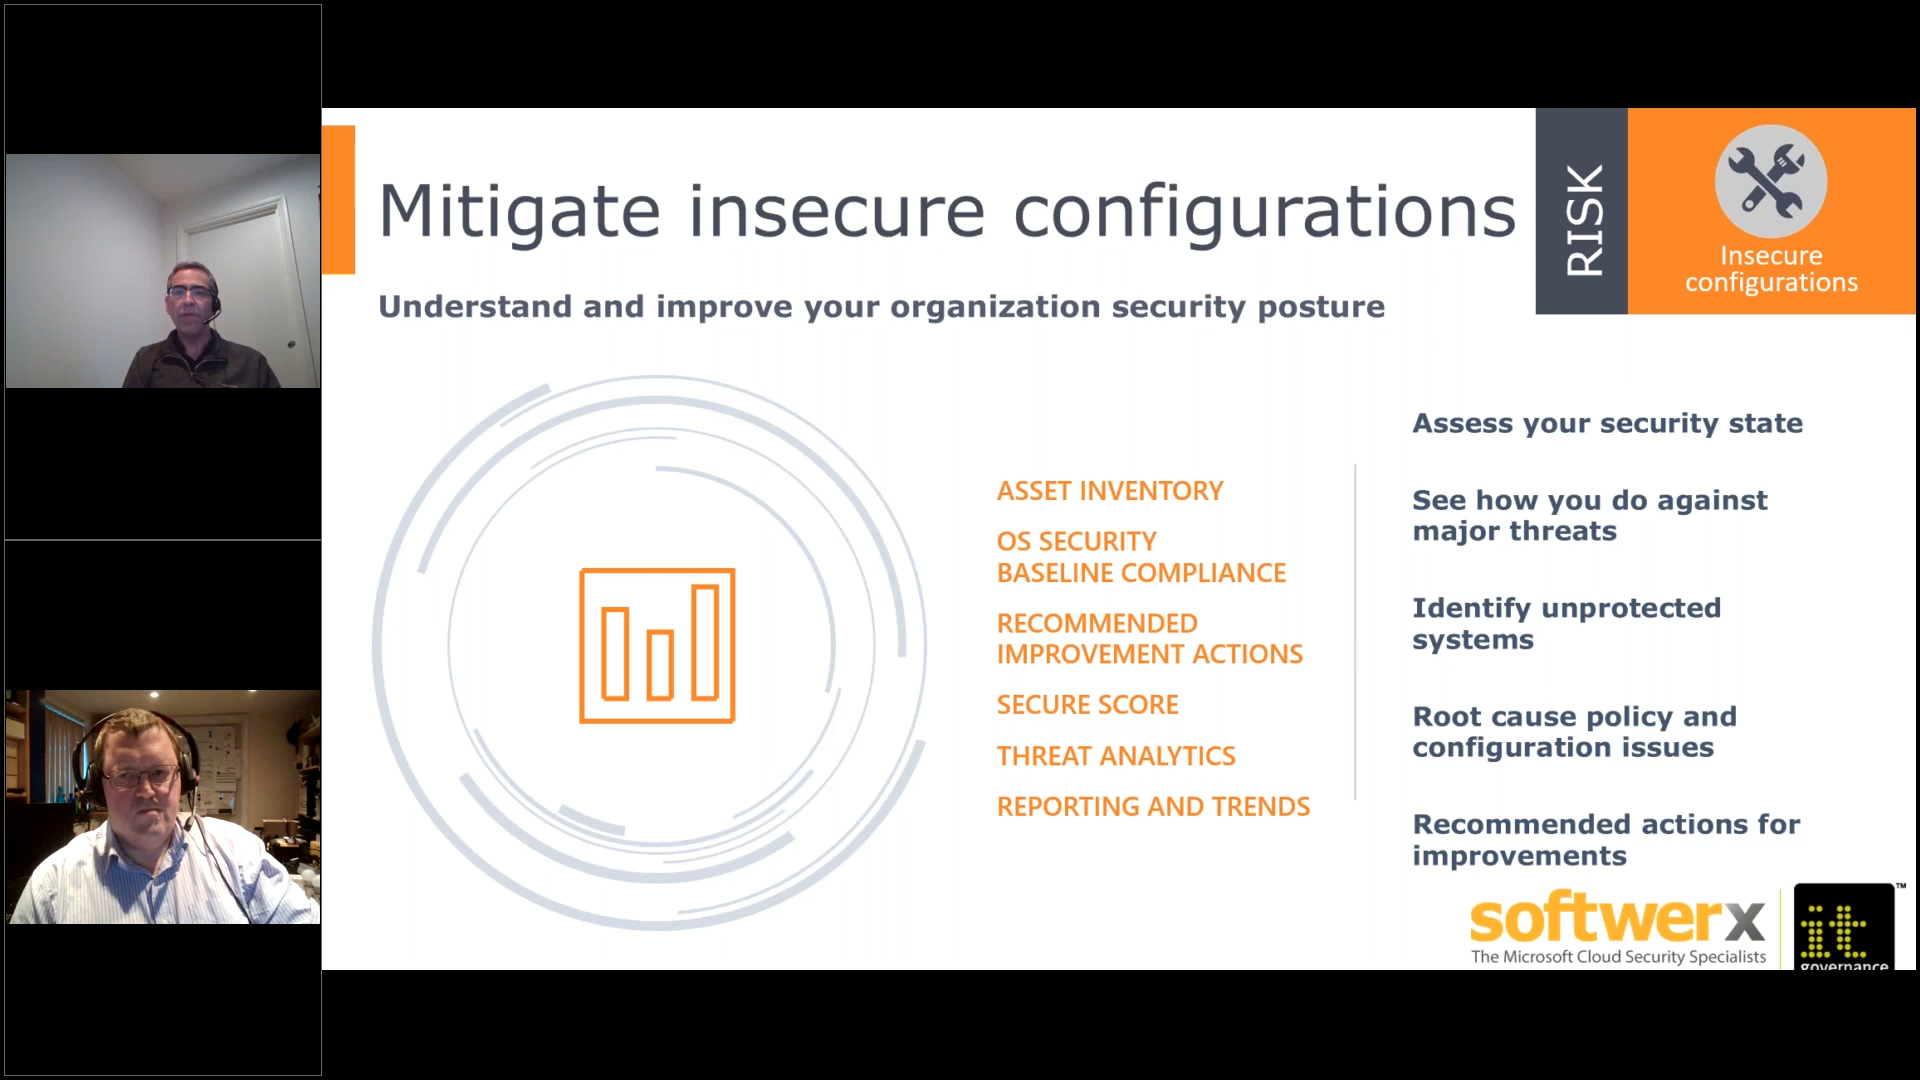 Mitigate insecure configurations
RISK
Insecure
configurations
Understand and improve your organization security posture
ASSET INVENTORY
OS SECURITY
BASELINE COMPLIANCE
RECOMMENDED
IMPROVEMENT ACTIONS
SECURE SCORE
THREAT ANALYTICS
REPORTING AND TRENDS
Assess your security state
See how you do against
major threats
Identify unprotected
systems
Root cause policy and
configuration issues
Recommended actions for
improvements
softwerx
The Microsoft Cloud Security Specialists
it
governance
TM